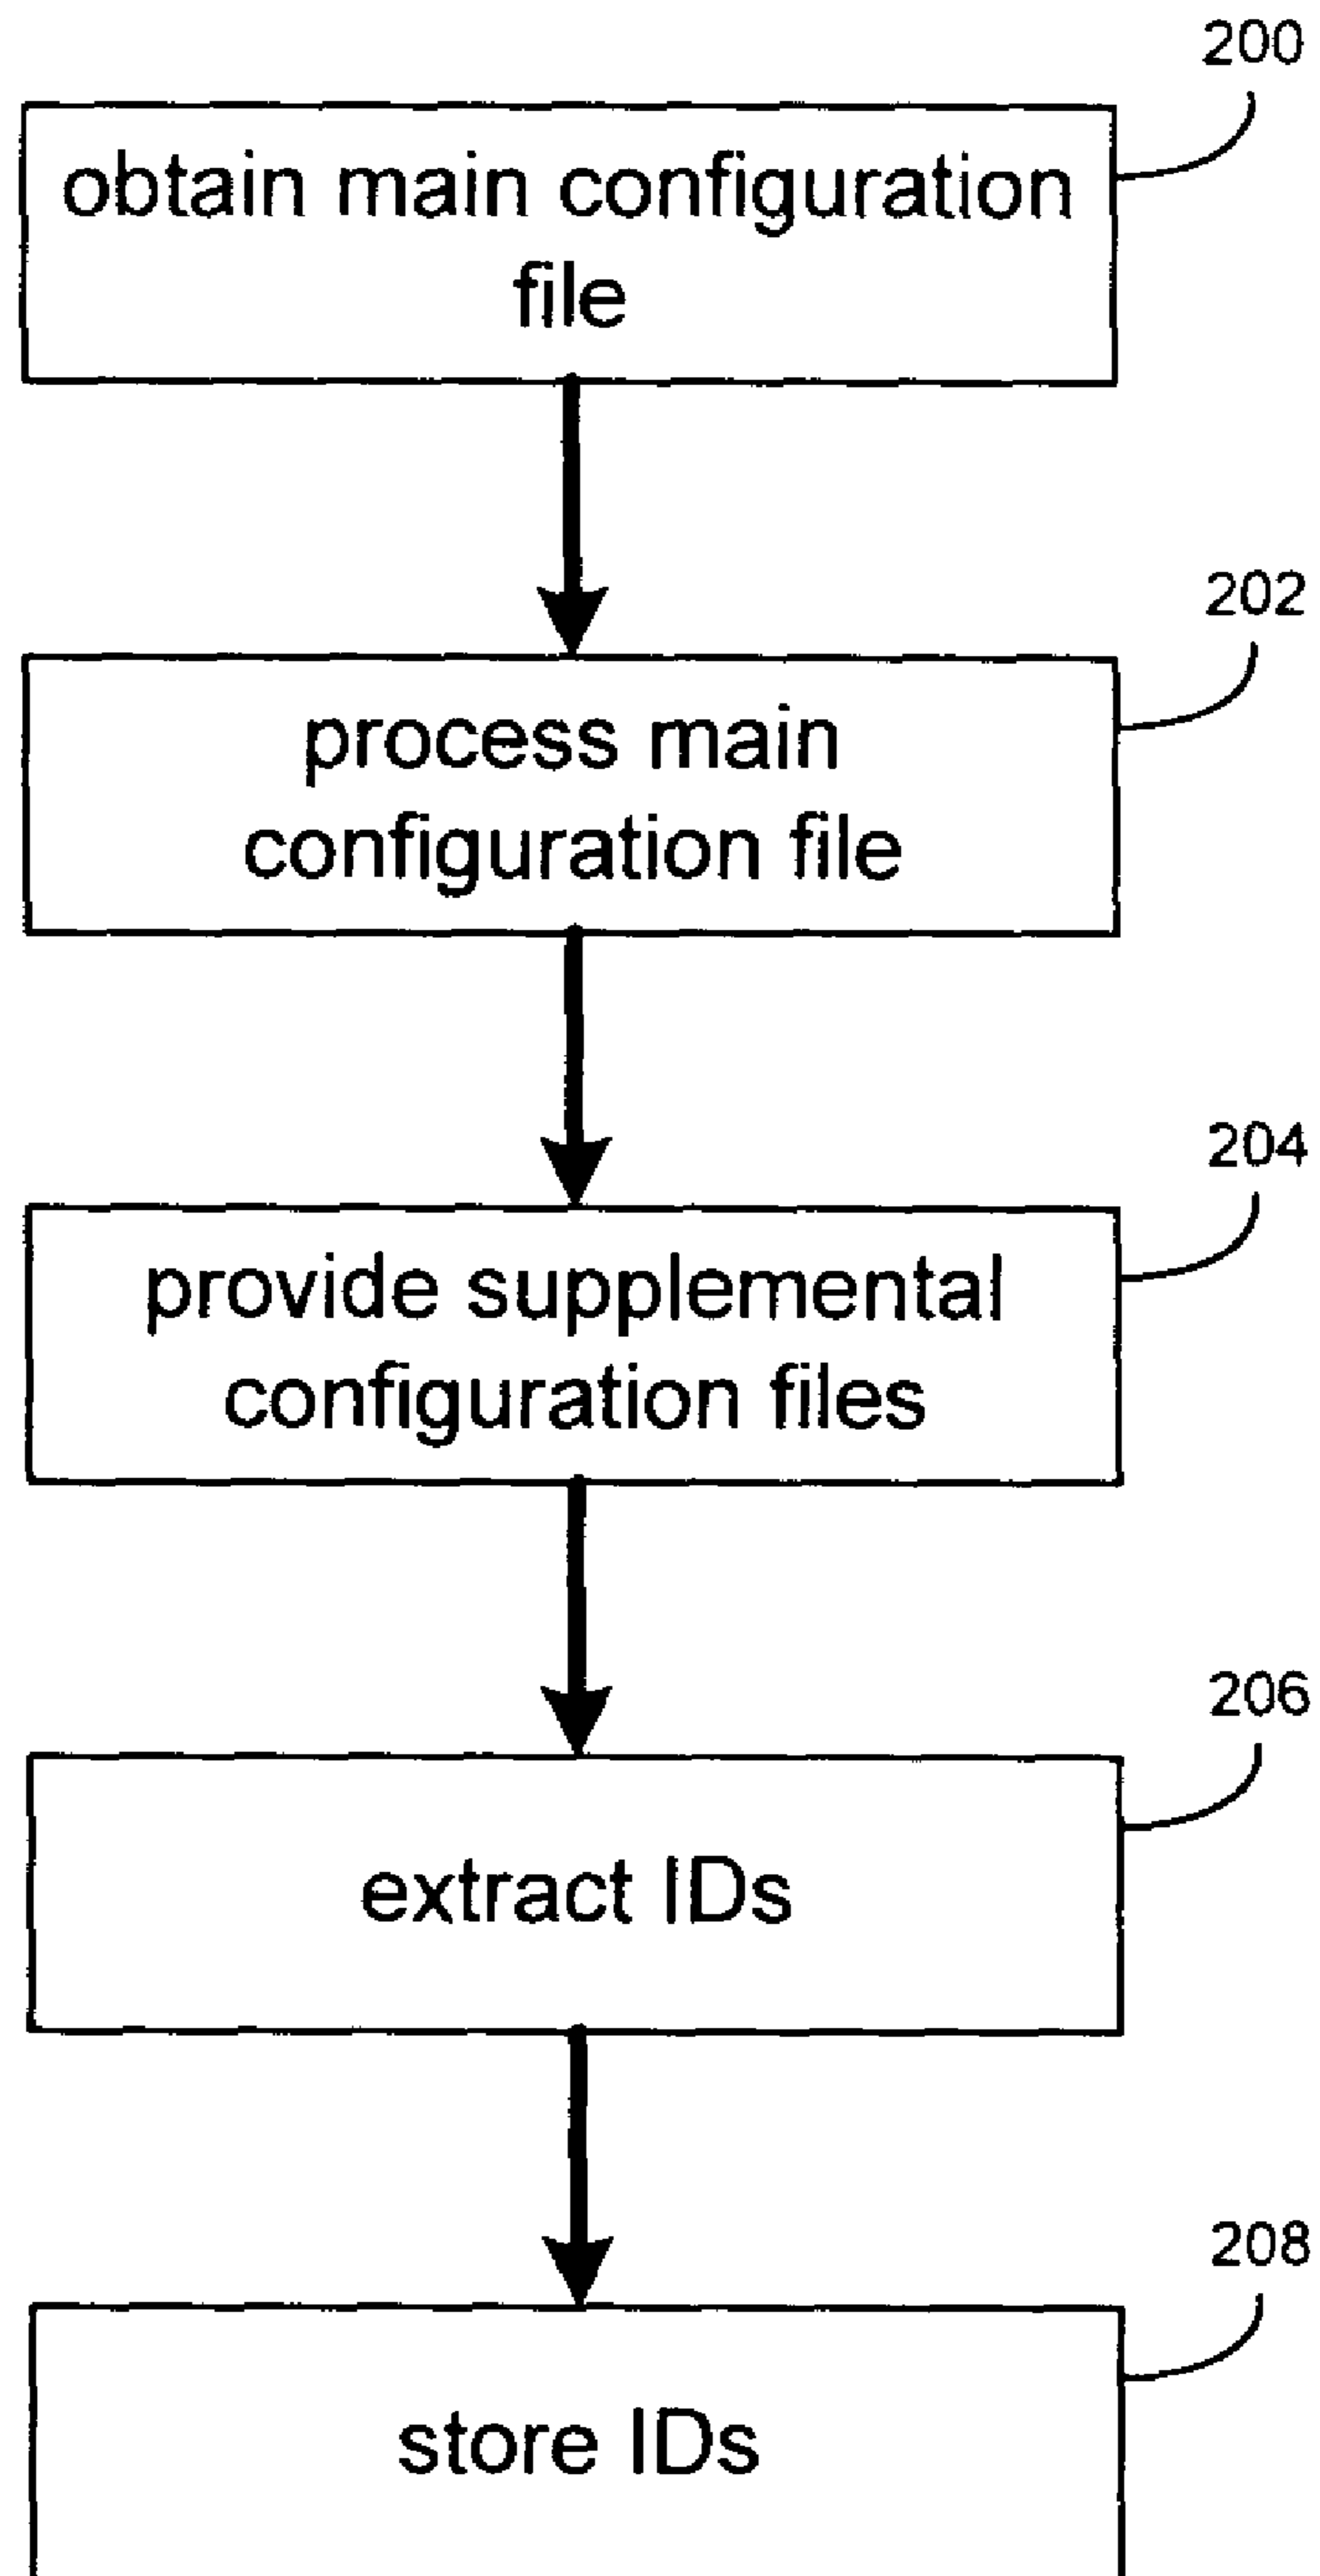 200
obtain main configuration
file
202
process main
configuration file
204
provide supplemental
configuration files
206
extract IDs
208
store IDs